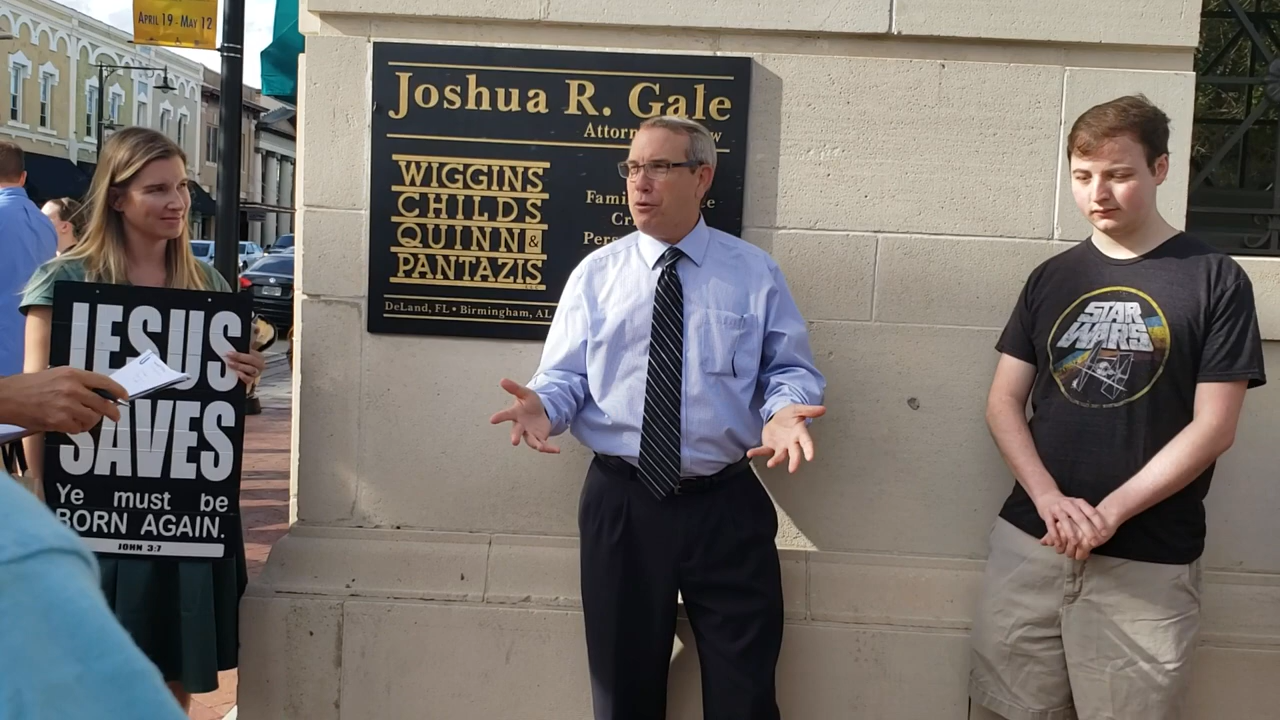 APRIL 19 - MAY 12
Joshua R. Gale
WIGGINS
CHILDS
QUINN &
PANTAZIS
DeLand, FL • Birmingham, AL
JESUS
SAVES
Ye must be
BORN AGAIN.
JOHN 3:7
STAR
WARS